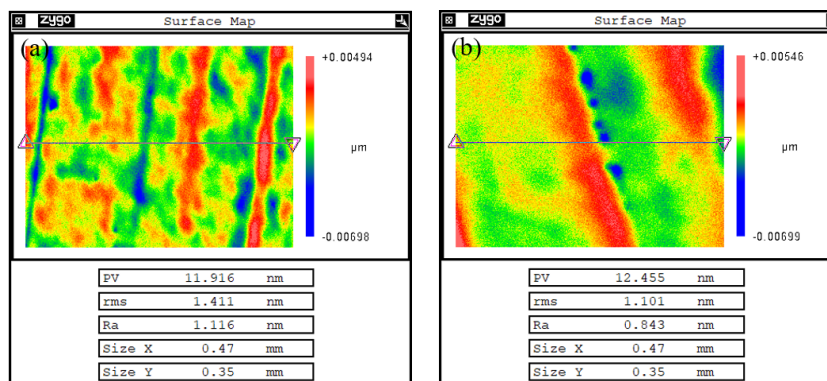 zygo Surface Map
(a)
+0.00494
µm
-0.00698
PV 11.916 nm
rms 1.411 nm
Ra 1.116 nm
Size X 0.47 mm
Size Y 0.35 mm
zygo Surface Map
(b)
+0.00546
µm
-0.00699
PV 12.455 nm
rms 1.101 nm
Ra 0.843 nm
Size X 0.47 mm
Size Y 0.35 mm